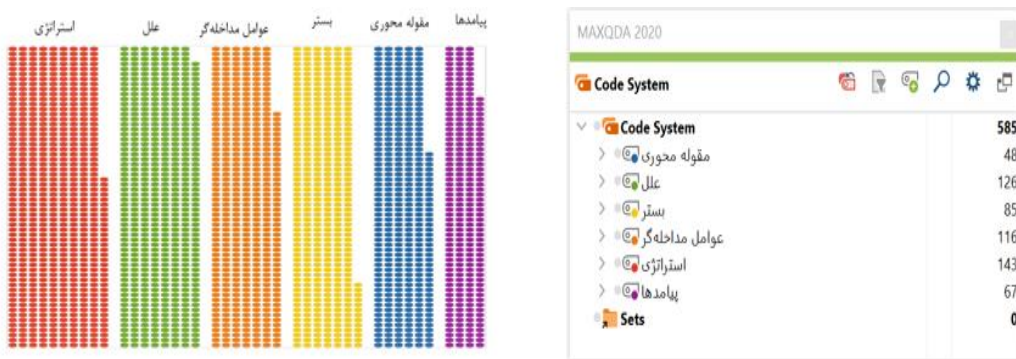 استراتژی علل عوامل مداخله‌گر بستر مقوله محوری پیامدها
MAXQDA 2020
Code System
Code System 585
مقوله محوری 48
علل 126
بستر 85
عوامل مداخله‌گر 116
استراتژی 143
پیامدها 67
Sets 0